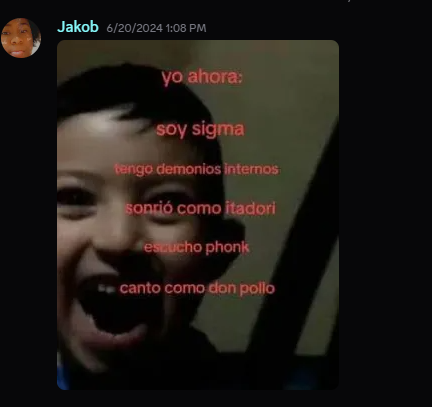 Jakob 6/20/2024 1:08 PM
yo ahora:
soy sigma
tengo demonios internos
sonrió como itadori
escucho phonk
canto como don pollo